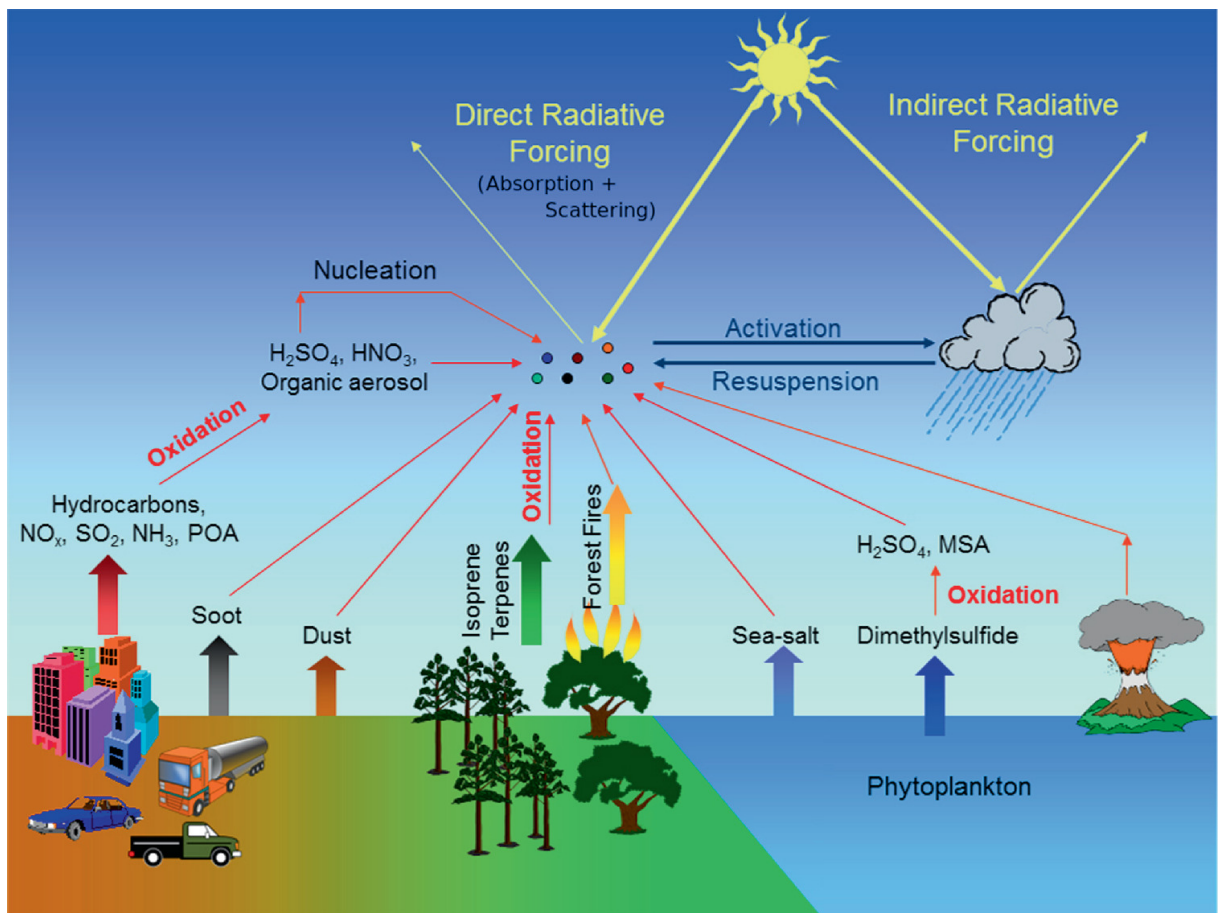 Direct Radiative
Forcing
(Absorption +
Scattering)
Indirect Radiative
Forcing
Nucleation
H₂SO₄, HNO₃,
Organic aerosol
Activation
Resuspension
Oxidation
Hydrocarbons,
NOₓ, SO₂, NH₃, POA
Soot
Dust
Isoprene
Terpenes
Oxidation
Forest Fires
Sea-salt
H₂SO₄, MSA
Oxidation
Dimethylsulfide
Phytoplankton